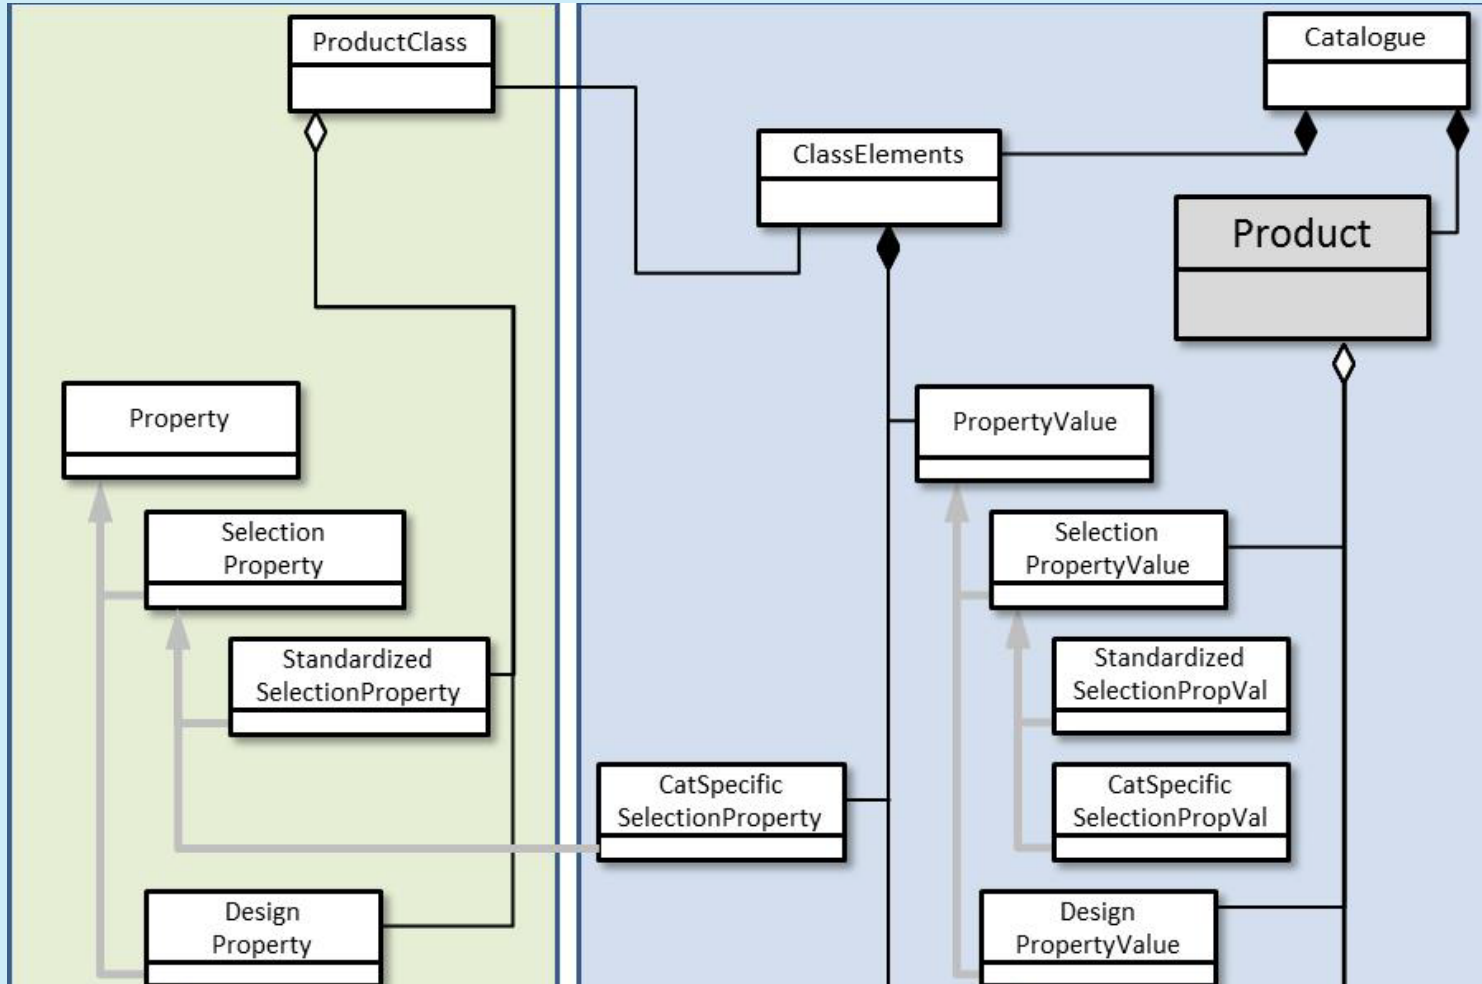 ProductClass
Catalogue
ClassElements
Product
Property
PropertyValue
Selection
Property
Selection
PropertyValue
Standardized
SelectionProperty
Standardized
SelectionPropVal
CatSpecific
SelectionProperty
CatSpecific
SelectionPropVal
Design
Property
Design
PropertyValue